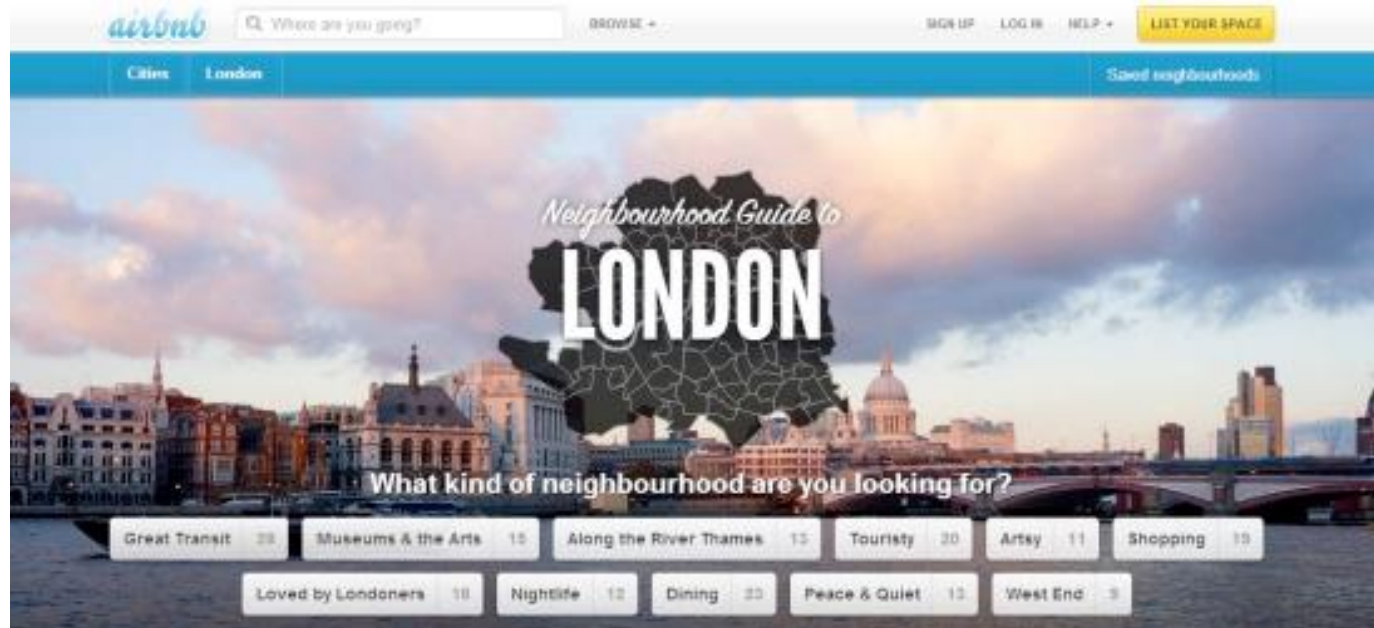 airbnb Where are you going? BROWSE SIGN UP LOG IN HELP LIST YOUR SPACE
Cities London Saved neighbourhoods
Neighbourhood Guide to
LONDON
What kind of neighbourhood are you looking for?
Great Transit Museums & the Arts 15 Along the River Thames 13 Touristy 20 Artsy 11 Shopping 19
Loved by Londoners Nightlife 12 Dining 23 Peace & Quiet 13 West End